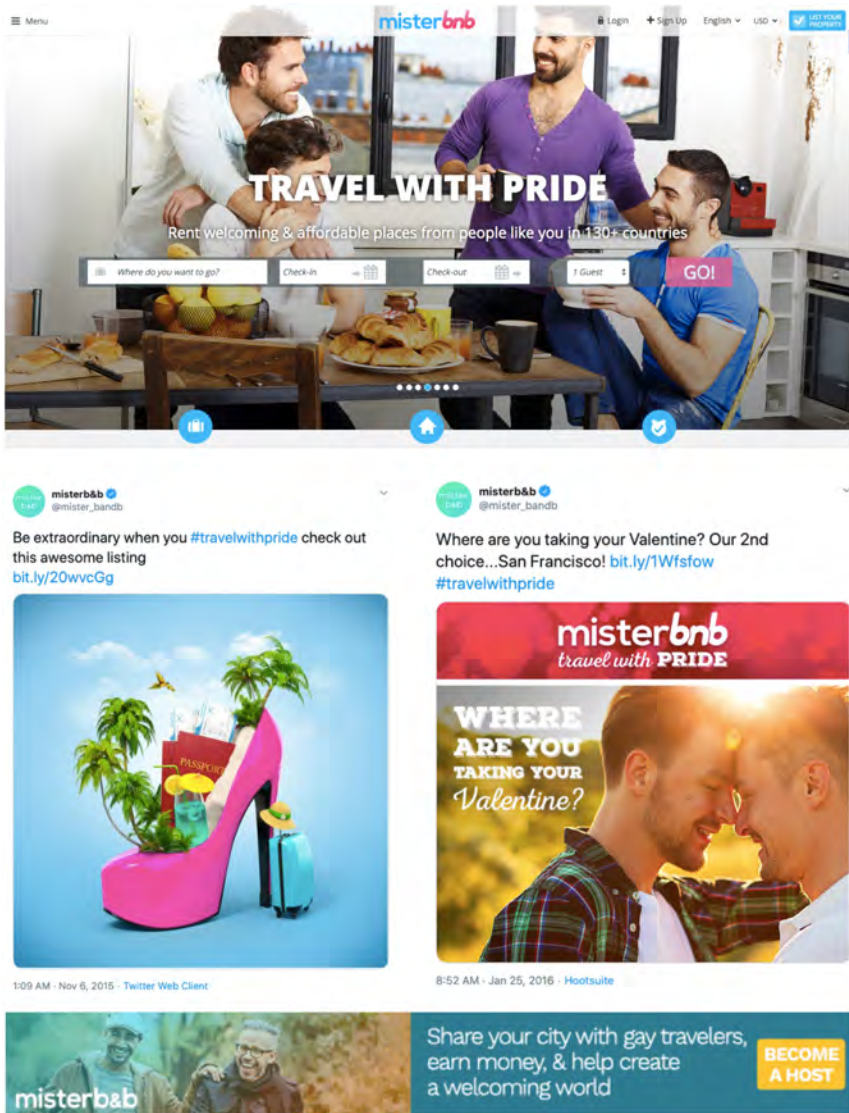 Menu
misterbnb
Login
Sign Up
English
USD
LIST YOUR
PROPERTY
TRAVEL WITH PRIDE
Rent welcoming & affordable places from people like you in 130+ countries
Where do you want to go?
Check-in
Check-out
1 Guest
GO!
mister
b&b
misterb&b
@mister_bandb
Be extraordinary when you #travelwithpride check out
this awesome listing
bit.ly/20wvcGg
PASSPORT
1:09 AM · Nov 6, 2015 · Twitter Web Client
mister
b&b
misterb&b
@mister_bandb
Where are you taking your Valentine? Our 2nd
choice...San Francisco! bit.ly/1Wfsfow
#travelwithpride
misterbnb
travel with PRIDE
WHERE
ARE YOU
TAKING YOUR
Valentine?
8:52 AM · Jan 25, 2016 · Hootsuite
misterb&b
Share your city with gay travelers,
earn money, & help create
a welcoming world
BECOME
A HOST